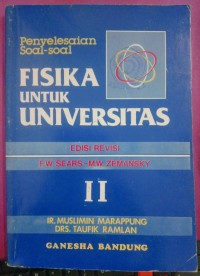 Penyelesaian
Soal-soal
FISIKA
UNTUK
UNIVERSITAS
EDISI REVISI
F.W. SEARS - M.W. ZEMANSKY
II
IR. MUSLIMIN MARAPPUNG
DRS. TAUFIK RAMLAN
GANESHA BANDUNG